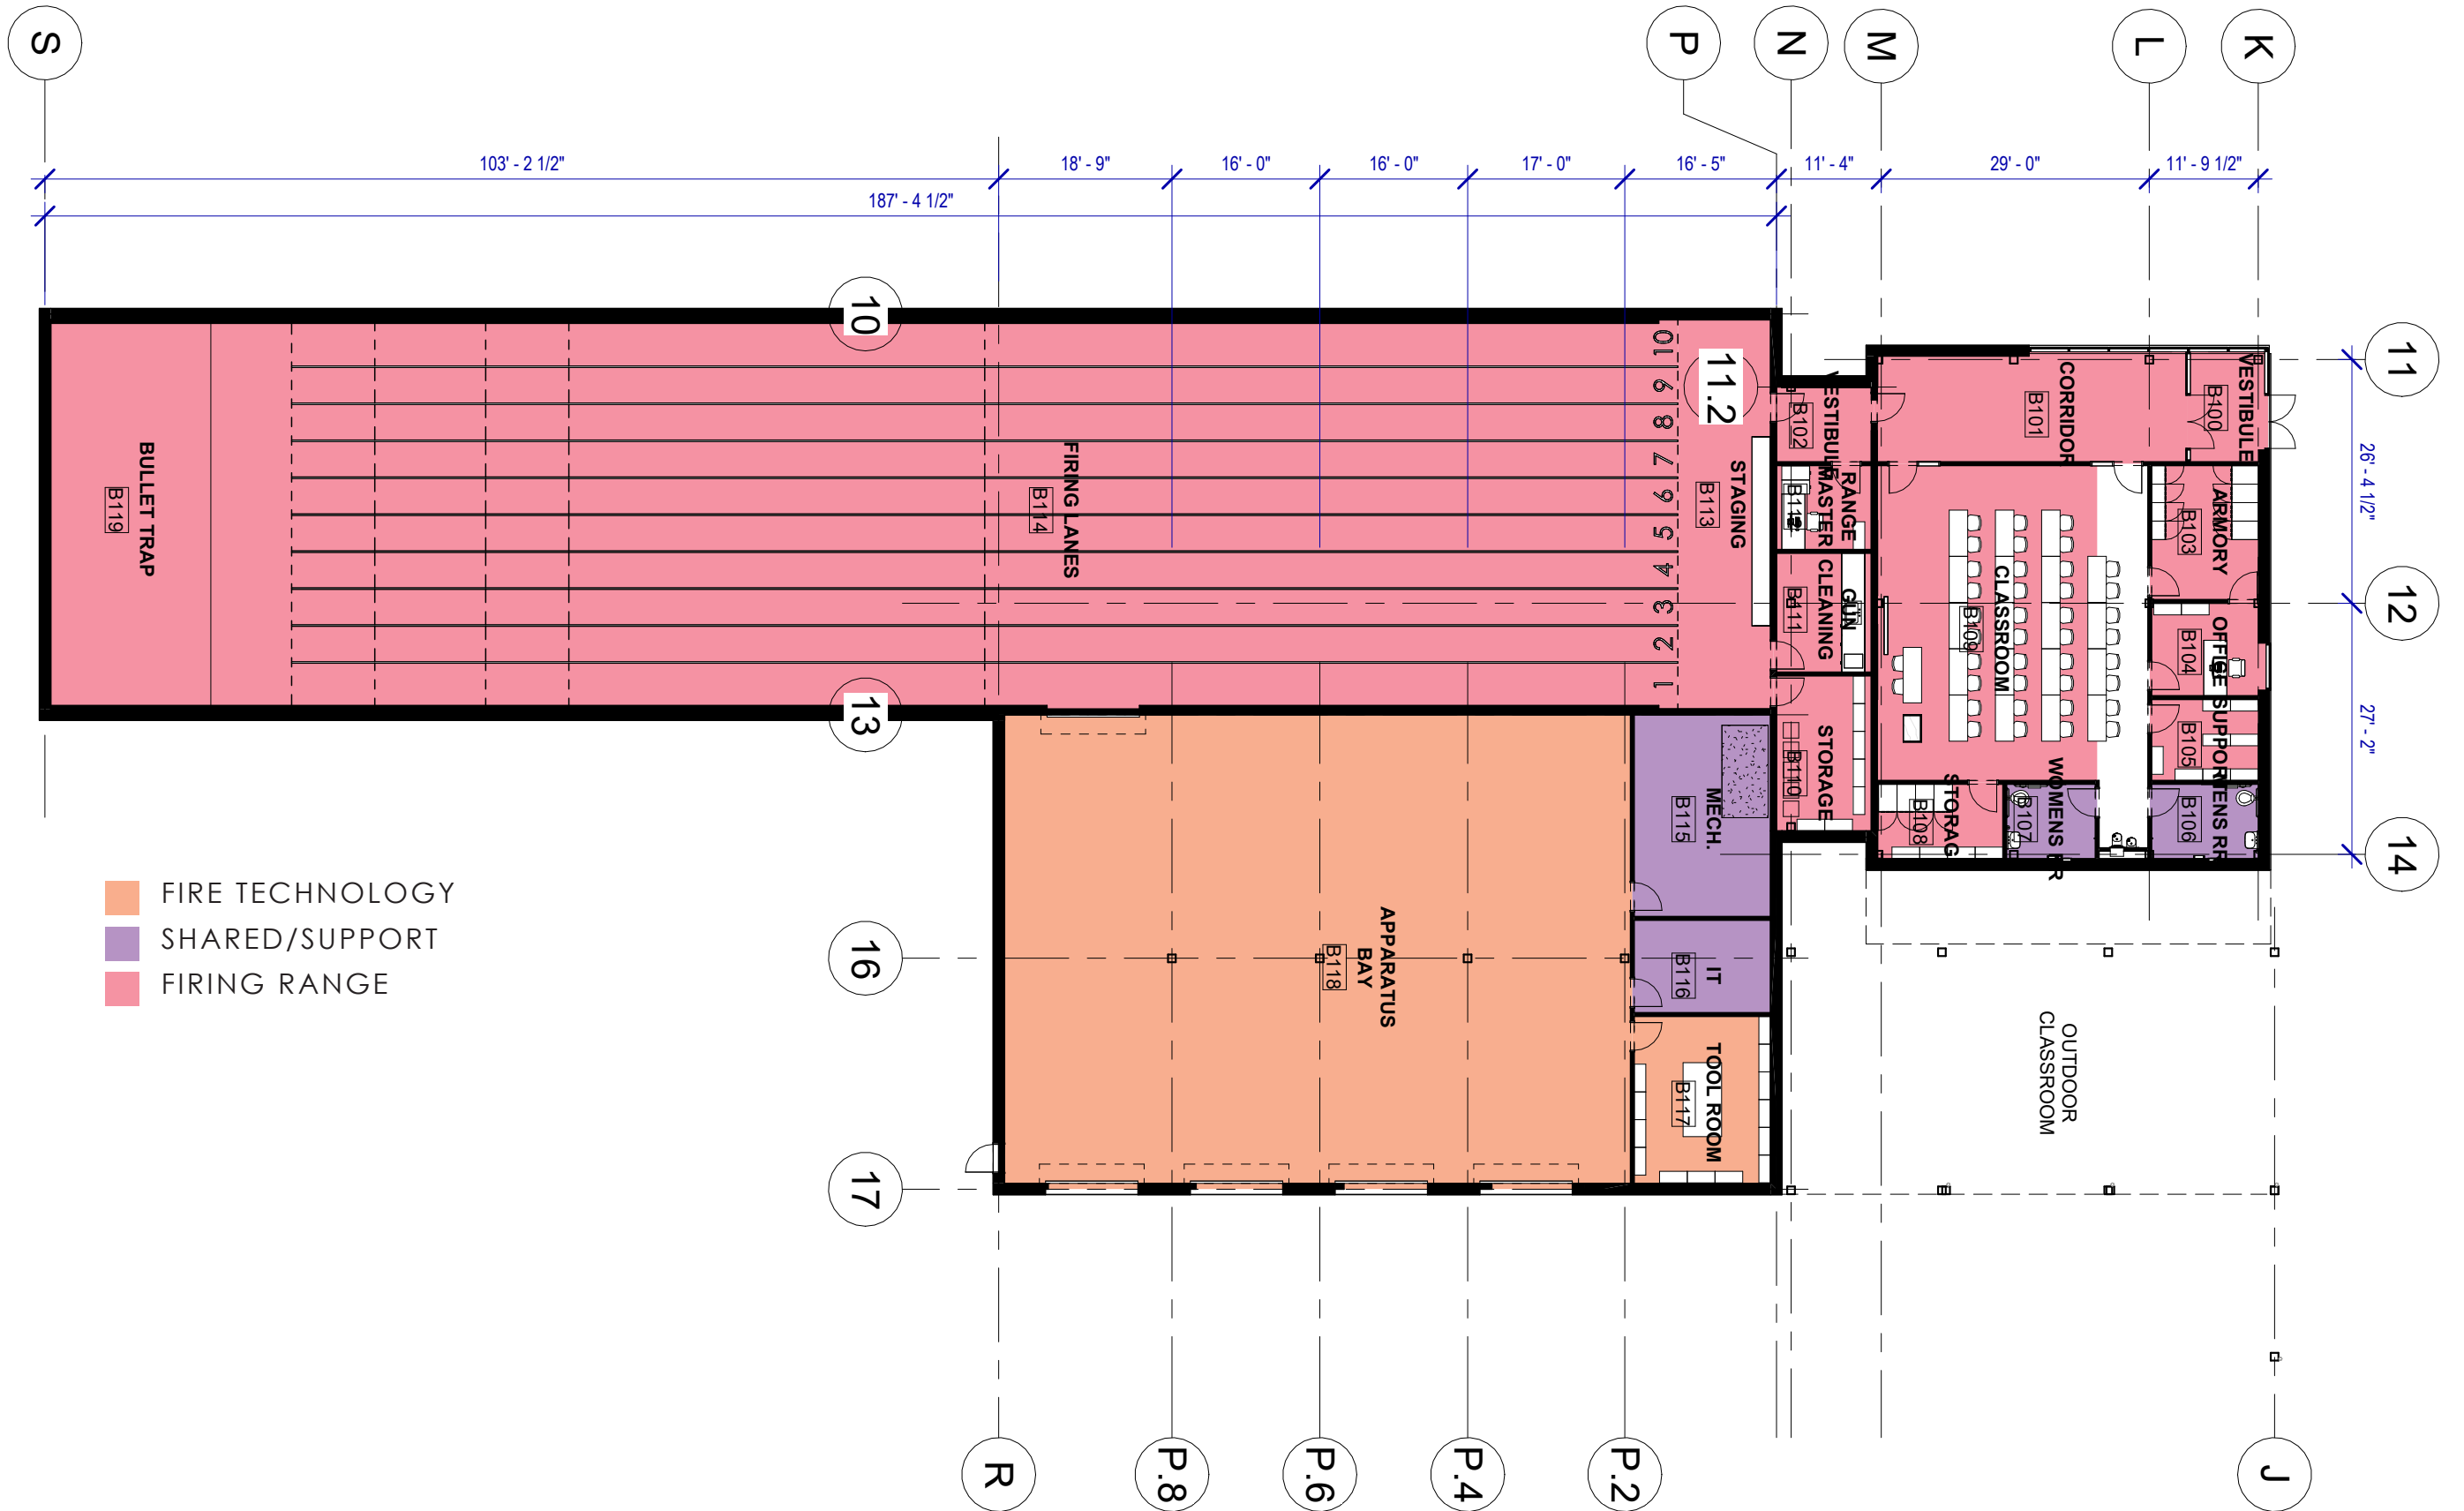 S
P
N
M
L
K
103' - 2 1/2"
18' - 9"
16' - 0"
16' - 0"
17' - 0"
16' - 5"
11' - 4"
29' - 0"
11' - 9 1/2"
187' - 4 1/2"
10
11
11.2
12
13
14
16
17
26' - 4 1/2"
27' - 2"
BULLET TRAP
B119
FIRING LANES
B114
10
9
8
7
6
5
4
3
2
1
STAGING
B113
VESTIBULE
B102
RANGE
MASTER
B112
GUN
CLEANING
B111
STORAGE
B110
CORRIDOR
B101
VESTIBULE
B100
ARMORY
B103
OFFICE
B104
SUPPORT
B105
MENS RR
B106
WOMENS RR
B107
STORAG
B108
CLASSROOM
B109
MECH.
B115
IT
B116
TOOL ROOM
B117
APPARATUS
BAY
B118
OUTDOOR
CLASSROOM
FIRE TECHNOLOGY
SHARED/SUPPORT
FIRING RANGE
R
P.8
P.6
P.4
P.2
J